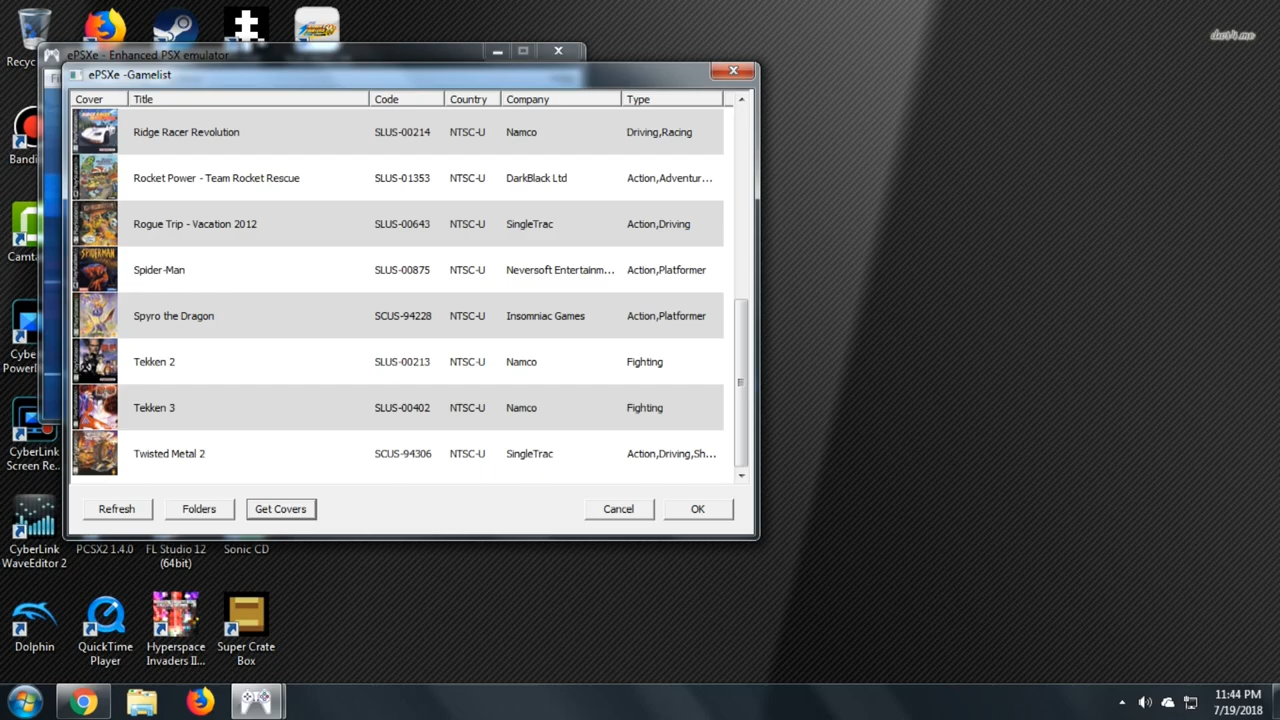 Recyc
ePSXe - Enhanced PSX emulator
Fi
ePSXe -Gamelist
Cover Title Code Country Company Type
Ridge Racer Revolution SLUS-00214 NTSC-U Namco Driving,Racing
Rocket Power - Team Rocket Rescue SLUS-01353 NTSC-U DarkBlack Ltd Action,Adventur...
Rogue Trip - Vacation 2012 SLUS-00643 NTSC-U SingleTrac Action,Driving
Spider-Man SLUS-00875 NTSC-U Neversoft Entertainm... Action,Platformer
Spyro the Dragon SCUS-94228 NTSC-U Insomniac Games Action,Platformer
Tekken 2 SLUS-00213 NTSC-U Namco Fighting
Tekken 3 SLUS-00402 NTSC-U Namco Fighting
Twisted Metal 2 SCUS-94306 NTSC-U SingleTrac Action,Driving,Sh...
Refresh Folders Get Covers Cancel OK
Bandi
Camta
Cybe
PowerI
CyberLink
Screen Re...
CyberLink
WaveEditor 2
PCSX2 1.4.0
FL Studio 12
(64bit)
Sonic CD
Dolphin
QuickTime
Player
Hyperspace
Invaders II...
Super Crate
Box
11:44 PM
7/19/2018